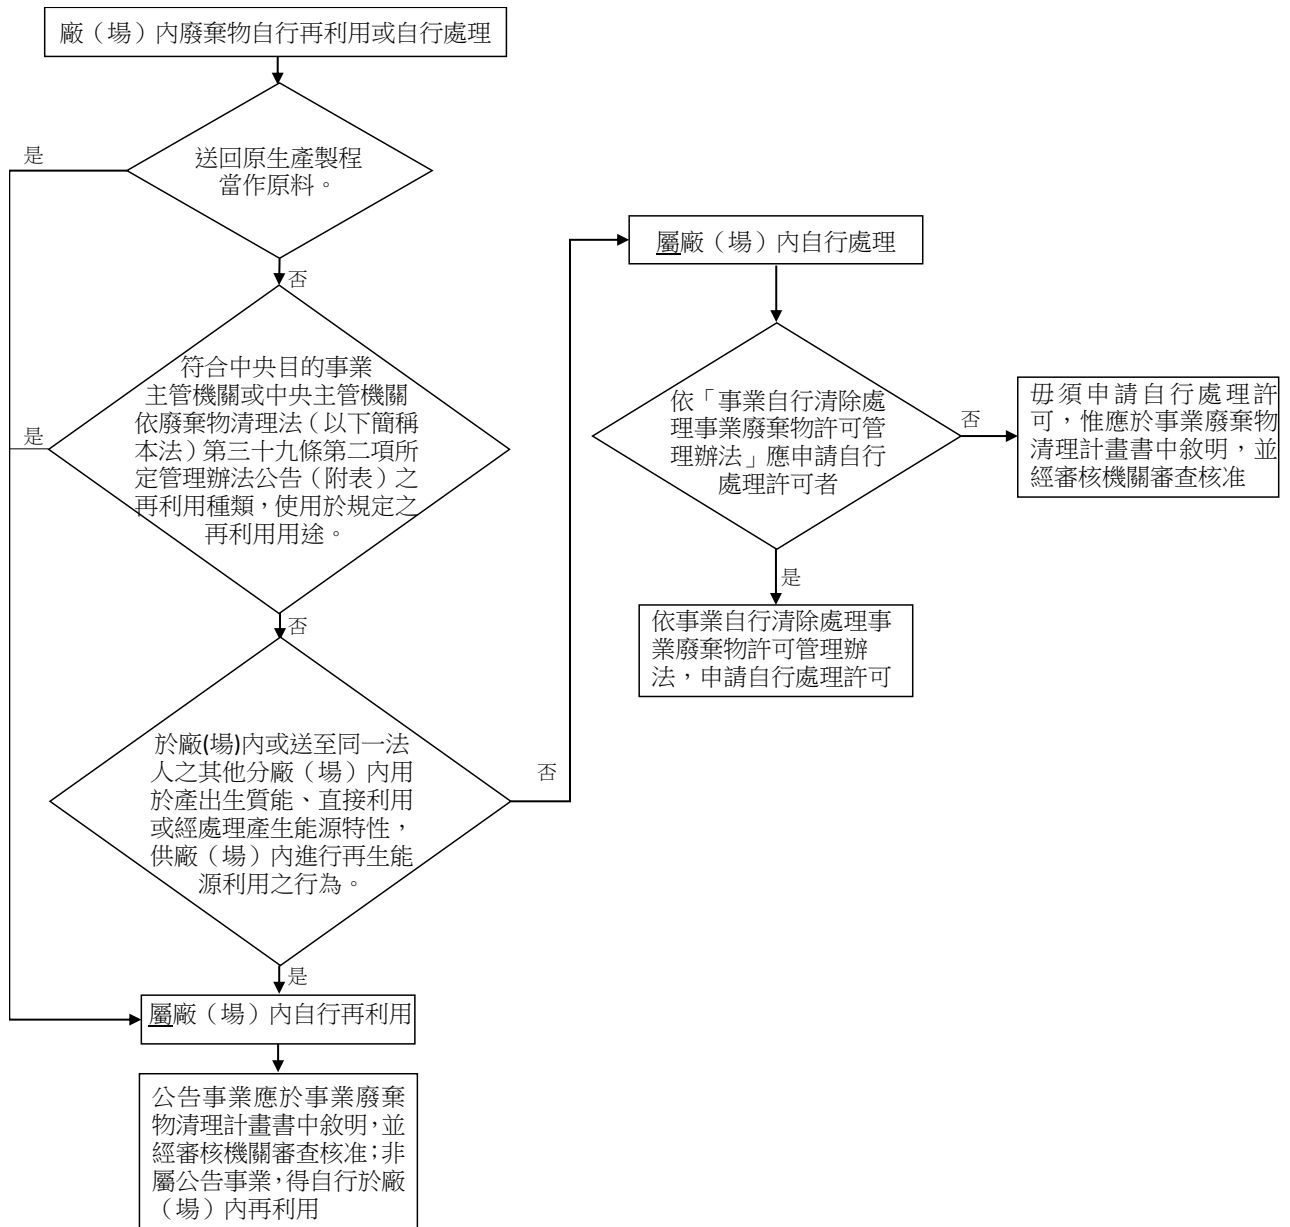 廠（場）內廢棄物自行再利用或自行處理
是
送回原生產製程
當作原料。
否
是
符合中央目的事業
主管機關或中央主管機關
依廢棄物清理法（以下簡稱
本法）第三十九條第二項所
定管理辦法公告（附表）之
再利用種類，使用於規定之
再利用用途。
否
於廠(場)內或送至同一法
人之其他分廠（場）內用
於產出生質能、直接利用
或經處理產生能源特性，
供廠（場）內進行再生能
源利用之行為。
否
是
屬廠（場）內自行再利用
公告事業應於事業廢棄
物清理計畫書中敘明，並
經審核機關審查核准；非
屬公告事業，得自行於廠
（場）內再利用
屬廠（場）內自行處理
依「事業自行清除處
理事業廢棄物許可管
理辦法」應申請自行
處理許可者
否
毋須申請自行處理許
可，惟應於事業廢棄物
清理計畫書中敘明，並
經審核機關審查核准
是
依事業自行清除處理事
業廢棄物許可管理辦
法，申請自行處理許可